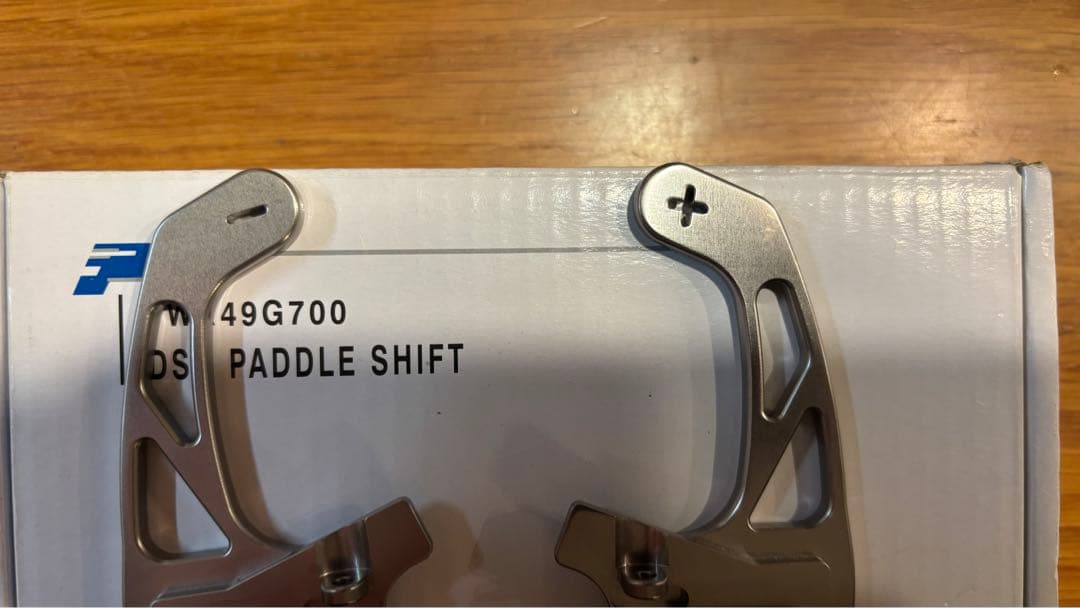 - +
49G700
PADDLE SHIFT